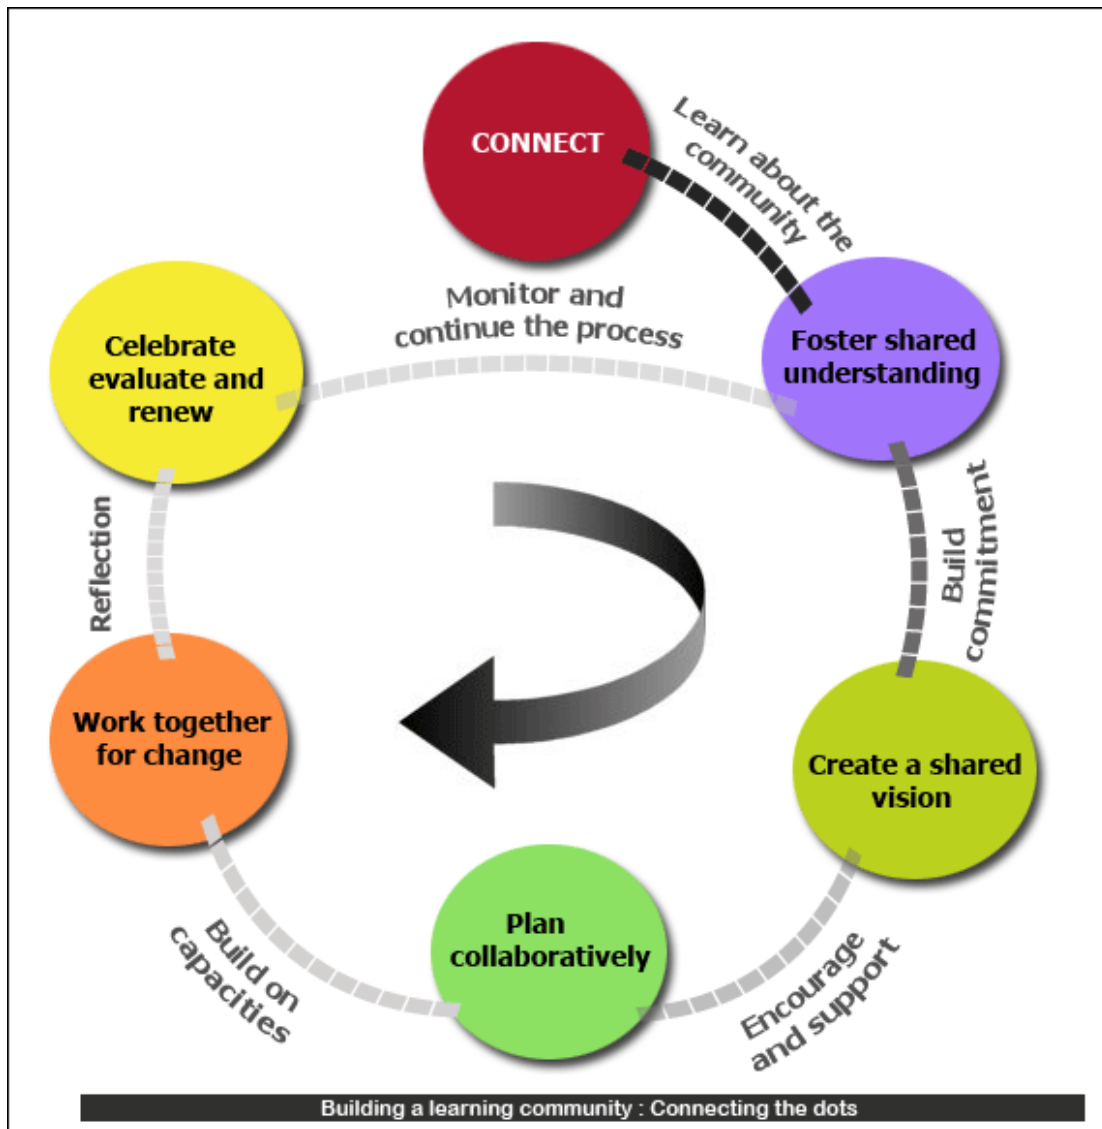 CONNECT
Learn about the
community
Foster shared
understanding
Build
commitment
Create a shared
vision
Encourage
and support
Plan
collaboratively
Build on
capacities
Work together
for change
Reflection
Celebrate
evaluate and
renew
Monitor and
continue the process
Building a learning community : Connecting the dots